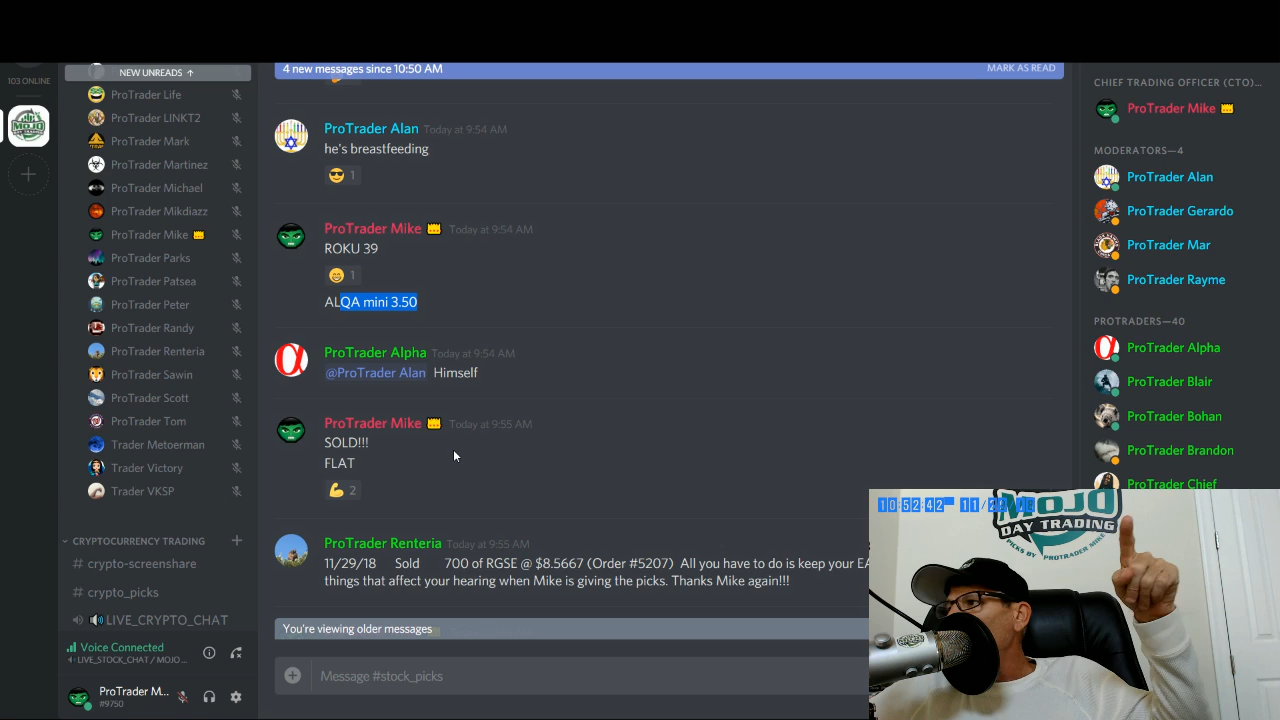 103 ONLINE
NEW UNREADS ↑
ProTrader Life
ProTrader LINKT2
ProTrader Mark
ProTrader Martinez
ProTrader Michael
ProTrader Mikdiazz
ProTrader Mike
ProTrader Parks
ProTrader Patsea
ProTrader Peter
ProTrader Randy
ProTrader Renteria
ProTrader Sawin
ProTrader Scott
ProTrader Tom
Trader Metoerman
Trader Victory
Trader VKSP
CRYPTOCURRENCY TRADING
# crypto-screenshare
# crypto_picks
LIVE_CRYPTO_CHAT
Voice Connected
LIVE_STOCK_CHAT / MOJO ...
ProTrader M...
#9750
4 new messages since 10:50 AM
MARK AS READ
ProTrader Alan Today at 9:54 AM
he's breastfeeding
1
ProTrader Mike Today at 9:54 AM
ROKU 39
1
ALQA mini 3.50
ProTrader Alpha Today at 9:54 AM
@ProTrader Alan Himself
ProTrader Mike Today at 9:55 AM
SOLD!!!
FLAT
2
ProTrader Renteria Today at 9:55 AM
11/29/18 Sold 700 of RGSE @ $8.5667 (Order #5207) All you have to do is keep your
things that affect your hearing when Mike is giving the picks. Thanks Mike again!!!
You're viewing older messages
Message #stock_picks
CHIEF TRADING OFFICER (CTO)...
ProTrader Mike
MODERATORS—4
ProTrader Alan
ProTrader Gerardo
ProTrader Mar
ProTrader Rayme
PROTRADERS—40
ProTrader Alpha
ProTrader Blair
ProTrader Bohan
ProTrader Brandon
ProTrader Chief
10:52:42
MOJO
DAY TRADING
PICKS BY PROTRADER MIKE